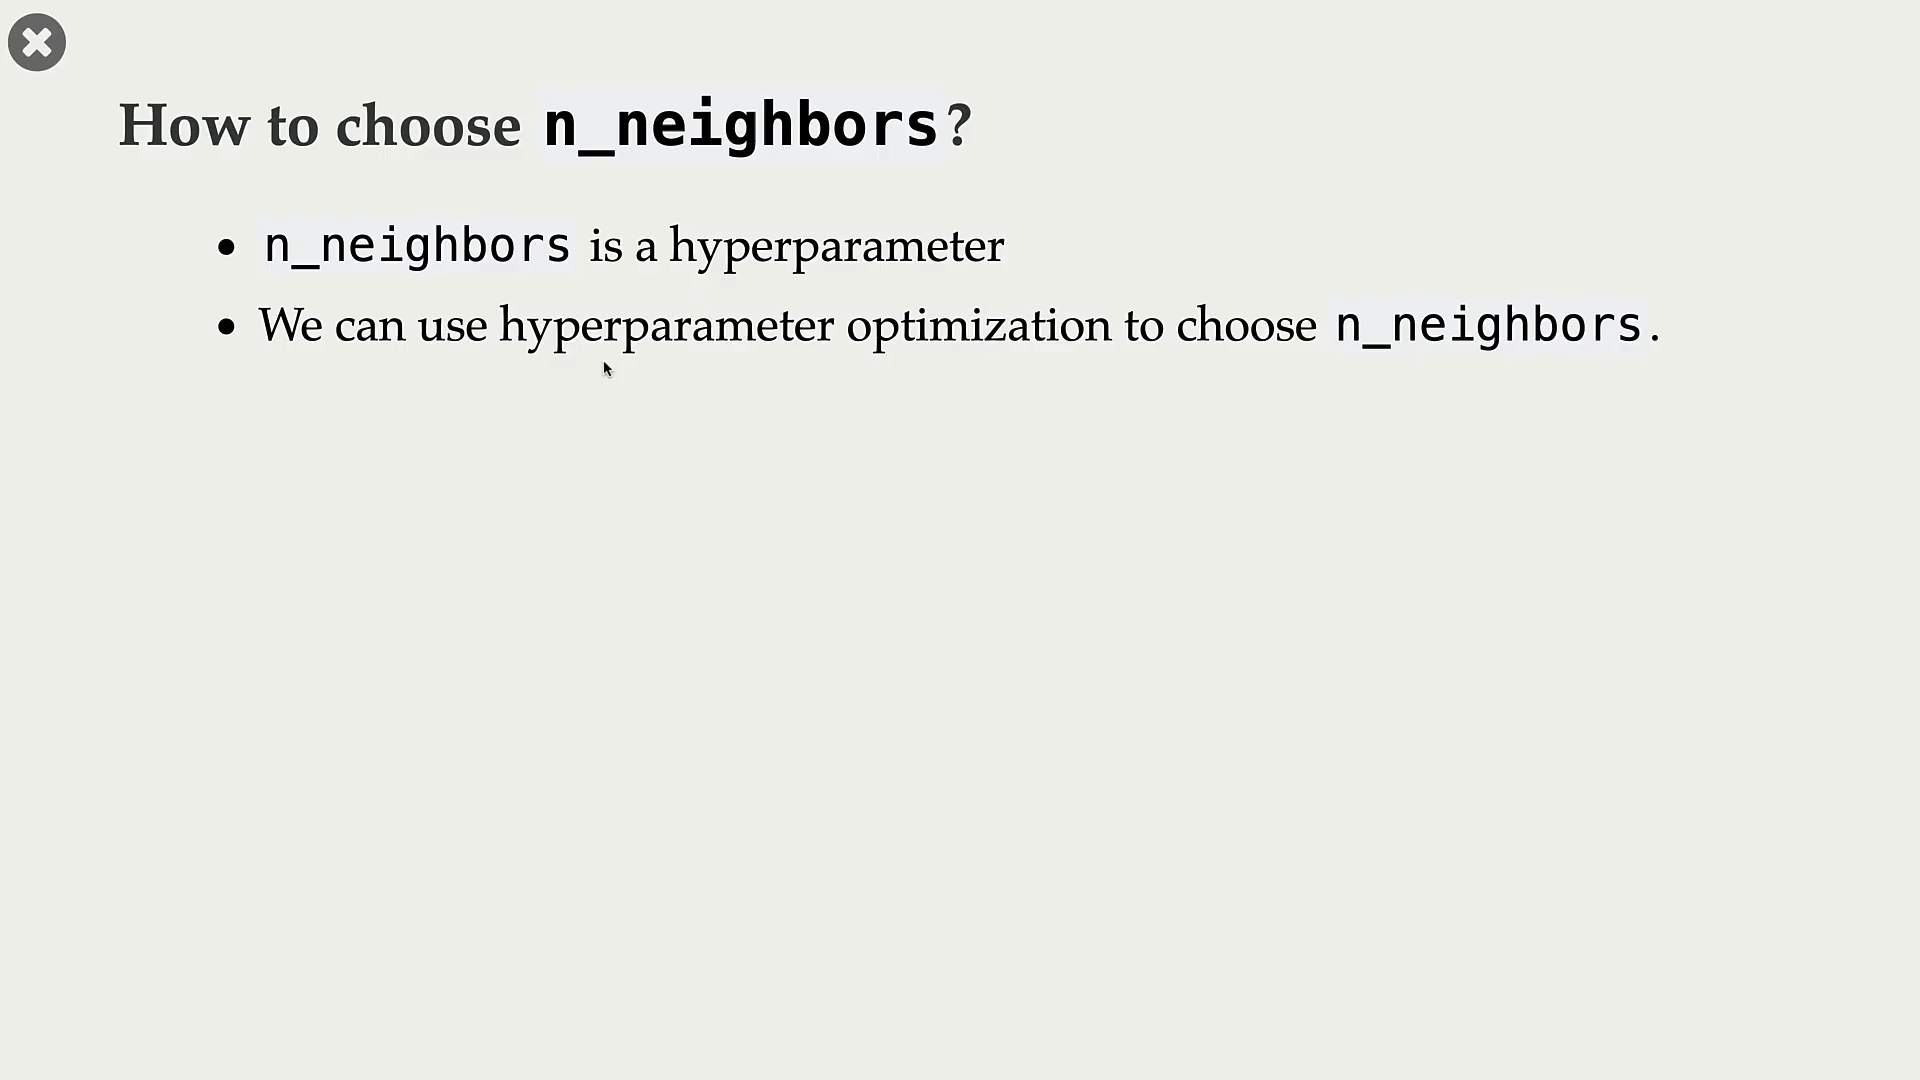 How to choose n_neighbors?
• n_neighbors is a hyperparameter
• We can use hyperparameter optimization to choose n_neighbors.